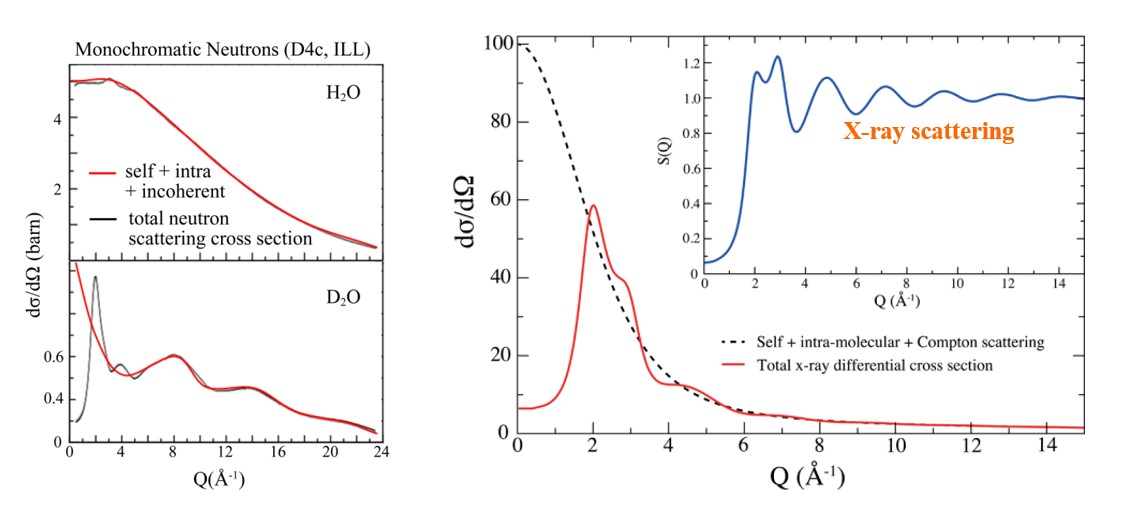 Monochromatic Neutrons (D4c, ILL)
H₂O
4
2
self + intra
+ incoherent
total neutron
scattering cross section
dσ/dΩ (barn)
D₂O
0.6
0.4
0
0 4 8 12 16 20 24
Q(Å⁻¹)
100
80
60
40
20
0
dσ/dΩ
0 2 4 6 8 10 12 14
Q (Å⁻¹)
1.2
1.0
0.8
0.6
0.4
0.2
0
S(Q)
X-ray scattering
0 2 4 6 8 10 12 14
Q (Å⁻¹)
Self + intra-molecular + Compton scattering
Total x-ray differential cross section